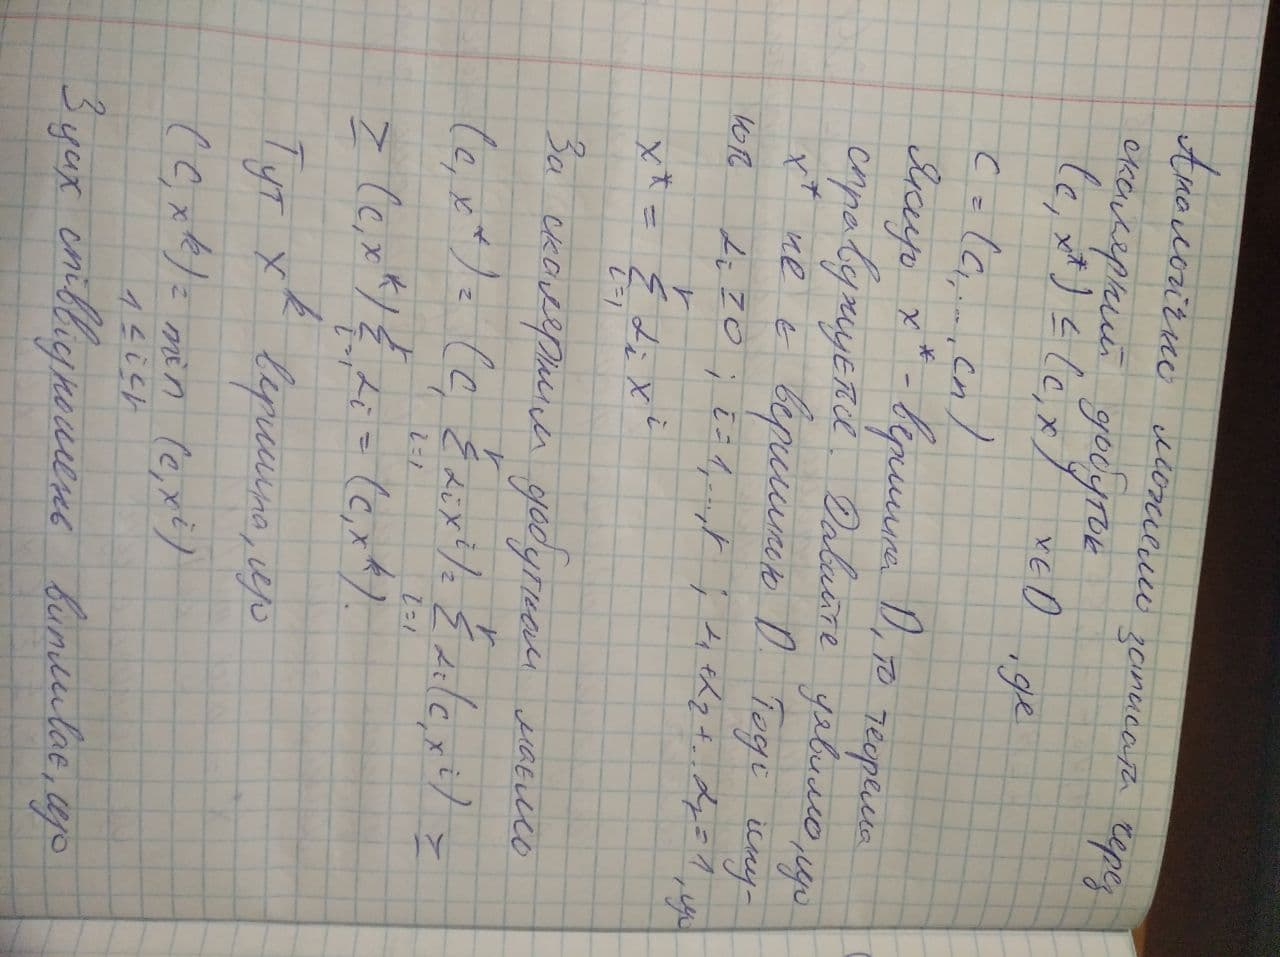 Аналогічно можемо записати через
скалярний добуток
(c, x*) ≤ (c, x) x ∈ D , де
c = (c₁,..., cn)
Якщо x* - вершина D, то теорема
справджується. Давайте уявимо, що
x* не є вершиною D. Тоді існу-
ють αi ≥ 0 ; i = 1,...,r ; α₁ + α₂ + .. αr = 1, що
x* = Σ αi xⁱ
За скалярним добутком маємо
(c, x*) = (c, Σ αi xⁱ) = Σ αi (c, xⁱ) ≥
≥ (c, xᵏ) Σ αi = (c, xᵏ).
Тут xᵏ вершина, що
(c, xᵏ) = min (c, xⁱ)
1 ≤ i ≤ r
З цих співвідношень випливає, що